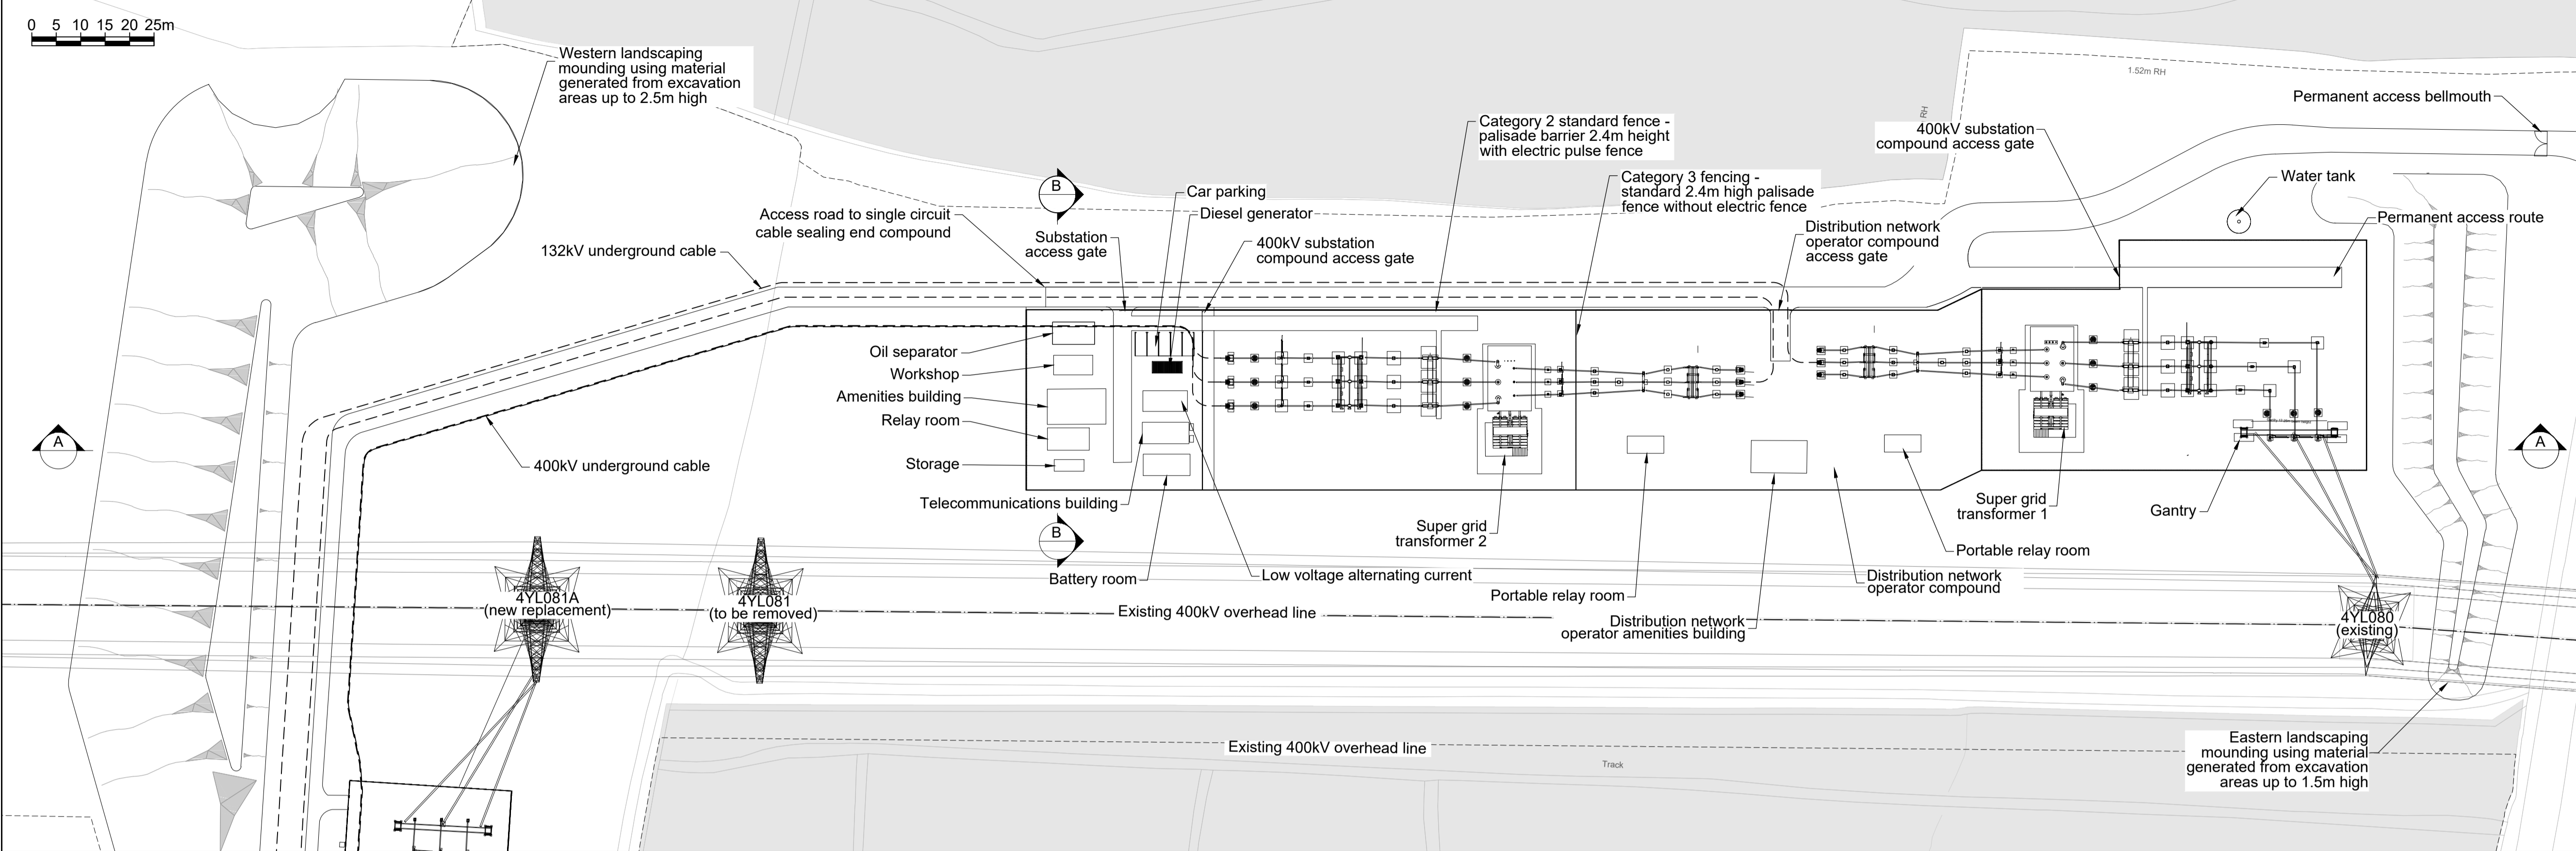 0 5 10 15 20 25m
Western landscaping
mounding using material
generated from excavation
areas up to 2.5m high
1.52m RH
RH
Permanent access bellmouth
Category 2 standard fence -
palisade barrier 2.4m height
with electric pulse fence
400kV substation
compound access gate
Category 3 fencing -
standard 2.4m high palisade
fence without electric fence
Water tank
B
Car parking
Diesel generator
Access road to single circuit
cable sealing end compound
Permanent access route
Distribution network
operator compound
access gate
Substation
access gate
400kV substation
compound access gate
132kV underground cable
Oil separator
Workshop
Amenities building
Relay room
Storage
A
A
400kV underground cable
Telecommunications building
Super grid
transformer 2
Super grid
transformer 1
Gantry
B
Portable relay room
Battery room
Low voltage alternating current
Distribution network
operator compound
Portable relay room
4YL081A
(new replacement)
4YL081
(to be removed)
Existing 400kV overhead line
Distribution network
operator amenities building
4YL080
(existing)
Existing 400kV overhead line
Track
Eastern landscaping
mounding using material
generated from excavation
areas up to 1.5m high